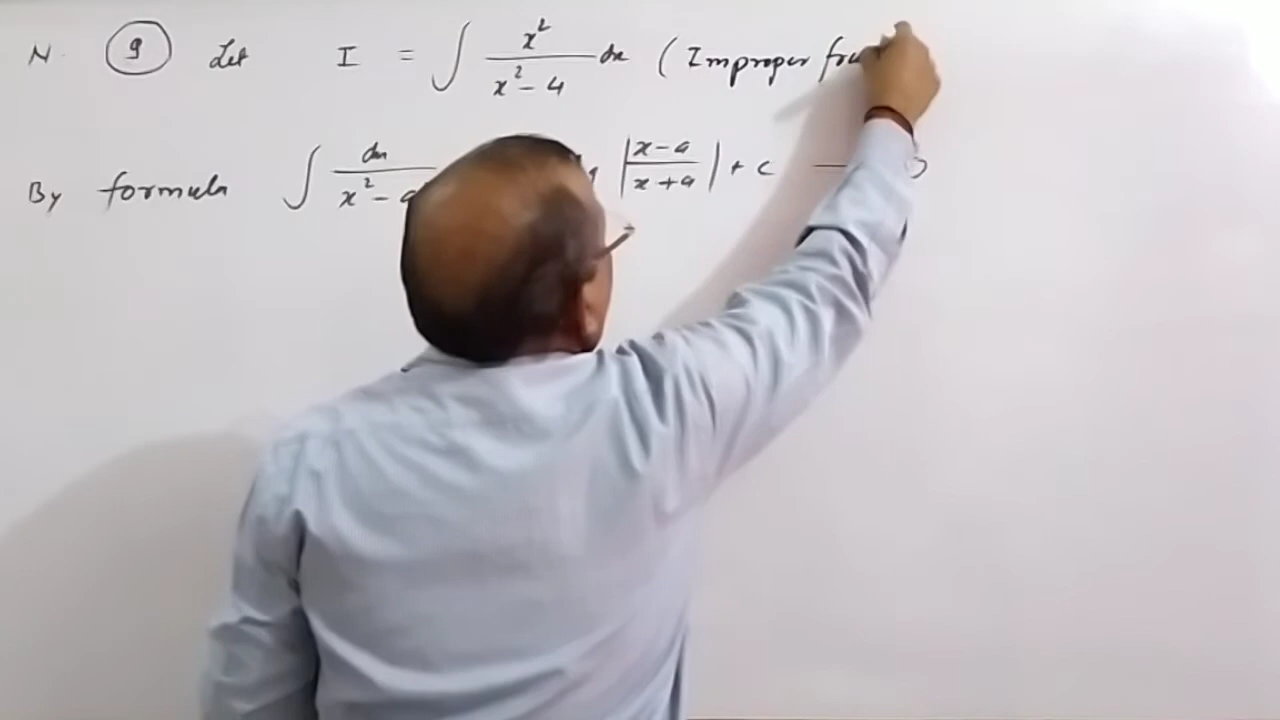 N. 9 Let I = ∫ x²/(x² - 4) dx (Improper
By formula ∫ dx/(x² - |x-a/x+a| + c —